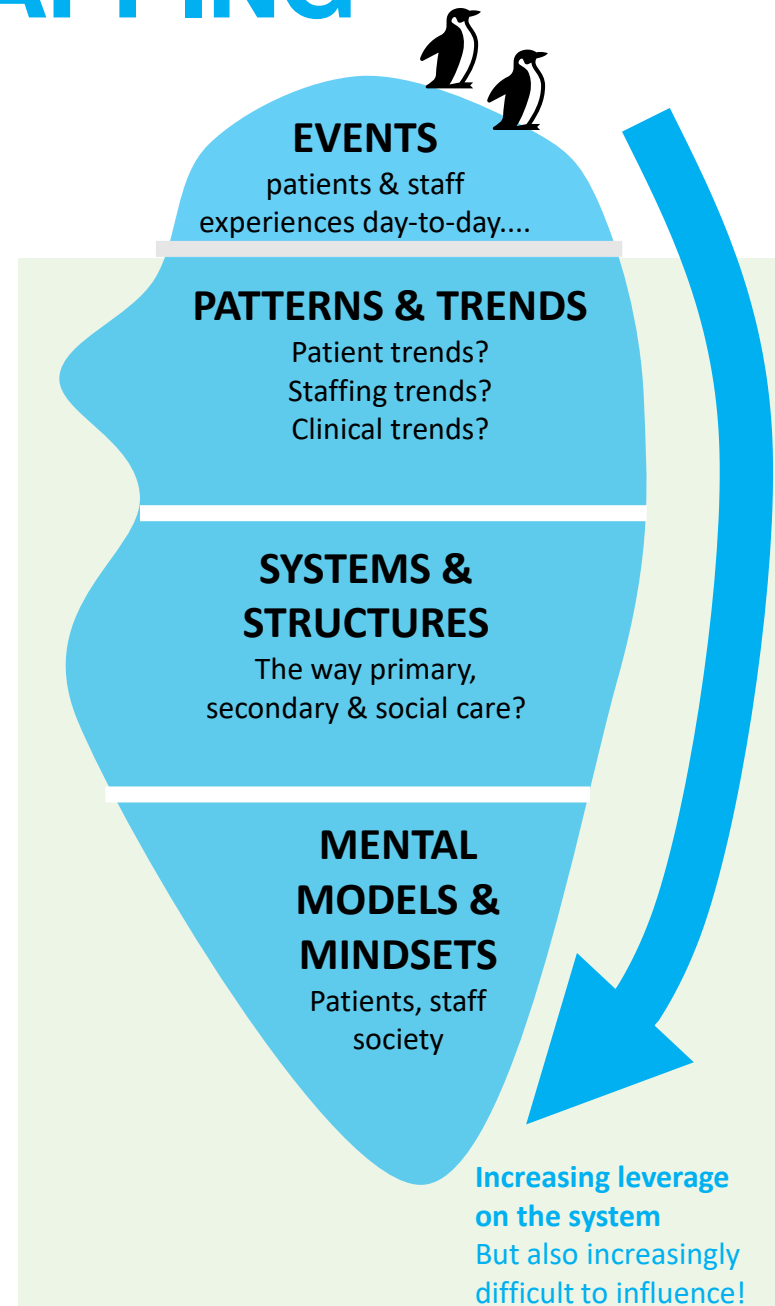 EVENTS
patients & staff
experiences day-to-day....
PATTERNS & TRENDS
Patient trends?
Staffing trends?
Clinical trends?
SYSTEMS &
STRUCTURES
The way primary,
secondary & social care?
MENTAL
MODELS &
MINDSETS
Patients, staff
society
Increasing leverage
on the system
But also increasingly
difficult to influence!